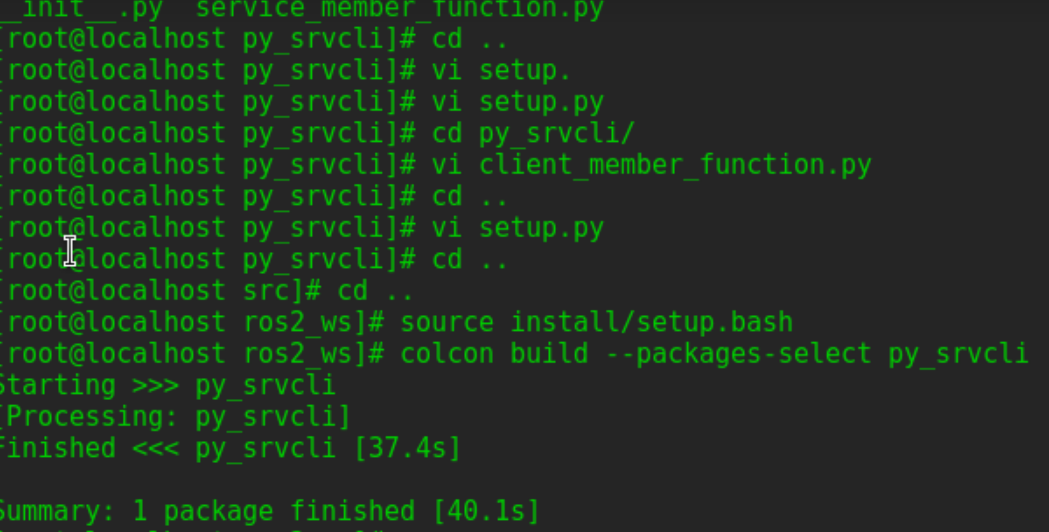 __init__.py  service_member_function.py
[root@localhost py_srvcli]# cd ..
[root@localhost py_srvcli]# vi setup.
[root@localhost py_srvcli]# vi setup.py
[root@localhost py_srvcli]# cd py_srvcli/
[root@localhost py_srvcli]# vi client_member_function.py
[root@localhost py_srvcli]# cd ..
[root@localhost py_srvcli]# vi setup.py
[root@localhost py_srvcli]# cd ..
[root@localhost src]# cd ..
[root@localhost ros2_ws]# source install/setup.bash
[root@localhost ros2_ws]# colcon build --packages-select py_srvcli
Starting >>> py_srvcli
[Processing: py_srvcli]
Finished <<< py_srvcli [37.4s]
Summary: 1 package finished [40.1s]